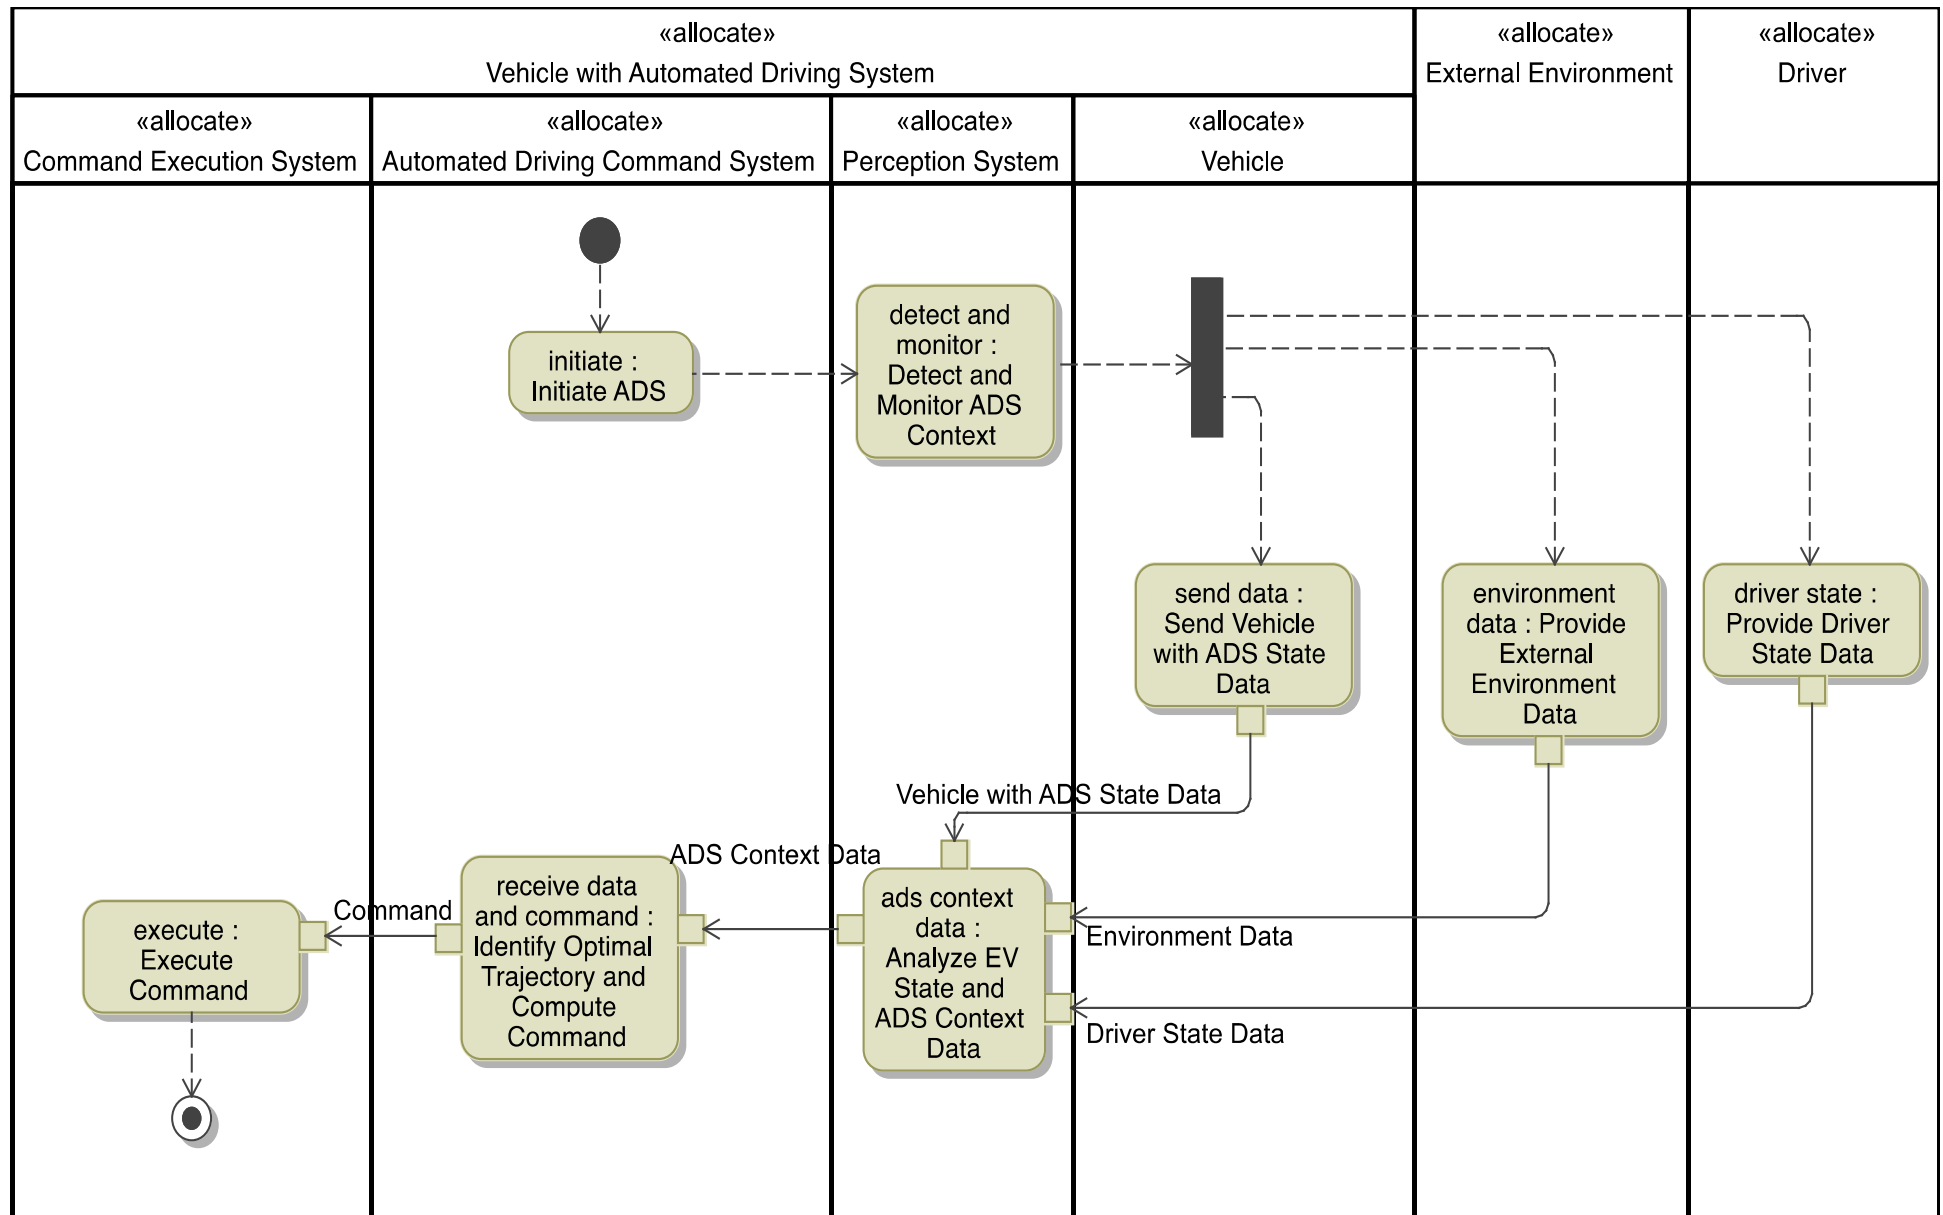 «allocate»
Vehicle with Automated Driving System
«allocate»
External Environment
«allocate»
Driver
«allocate»
Command Execution System
«allocate»
Automated Driving Command System
«allocate»
Perception System
«allocate»
Vehicle
initiate :
Initiate ADS
detect and
monitor :
Detect and
Monitor ADS
Context
send data :
Send Vehicle
with ADS State
Data
environment
data : Provide
External
Environment
Data
driver state :
Provide Driver
State Data
Vehicle with ADS State Data
ADS Context Data
Command
execute :
Execute
Command
receive data
and command :
Identify Optimal
Trajectory and
Compute
Command
ads context
data :
Analyze EV
State and
ADS Context
Data
Environment Data
Driver State Data